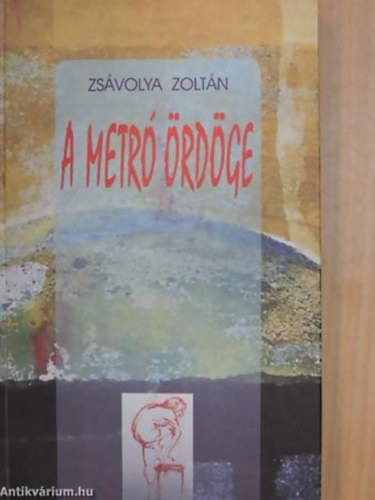 ZSÁVOLYA ZOLTÁN
A METRÓ ÖRDÖGE
Antikvárium.hu